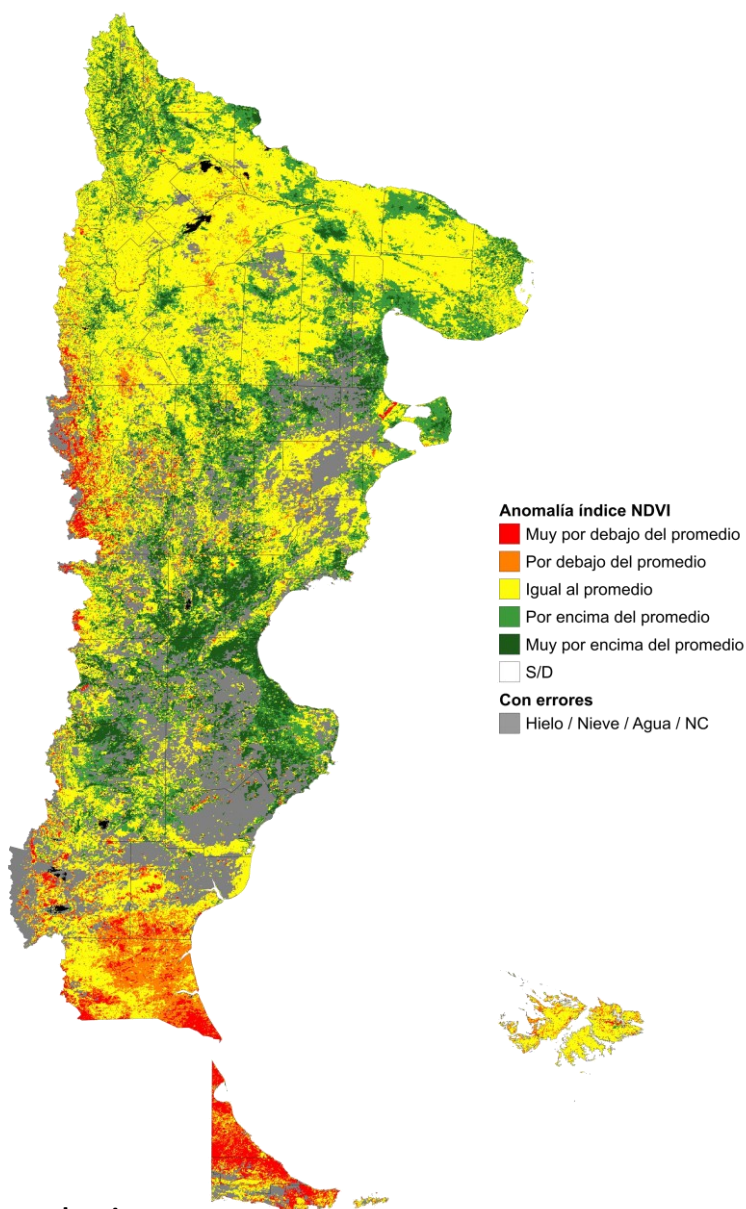 Anomalía índice NDVI
Muy por debajo del promedio
Por debajo del promedio
Igual al promedio
Por encima del promedio
Muy por encima del promedio
S/D
Con errores
Hielo / Nieve / Agua / NC